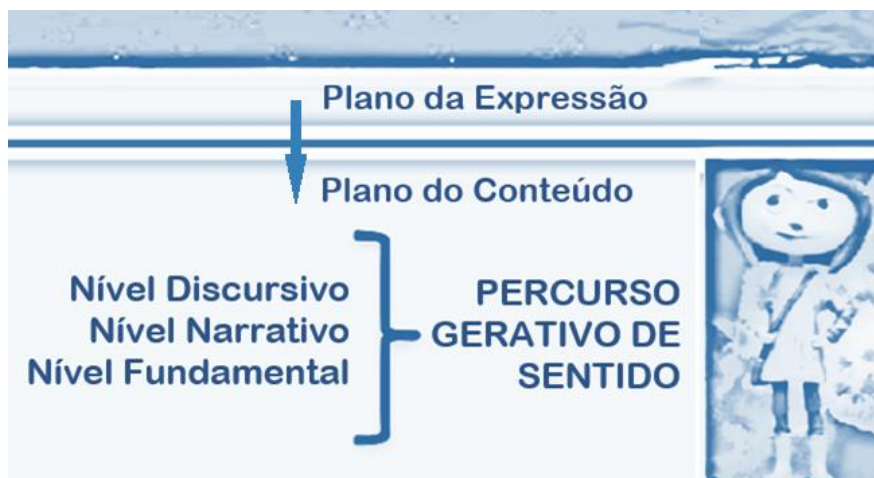 Plano da Expressão
Plano do Conteúdo
Nível Discursivo
Nível Narrativo
Nível Fundamental
PERCURSO
GERATIVO DE
SENTIDO